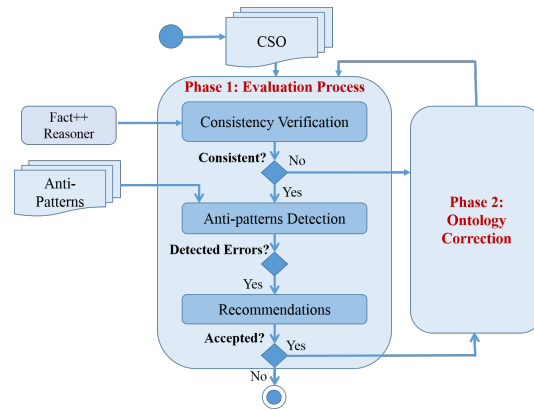 CSO
Phase 1: Evaluation Process
Fact++
Reasoner
Consistency Verification
Consistent?
No
Yes
Anti-
Patterns
Anti-patterns Detection
Phase 2:
Ontology
Correction
Detected Errors?
Yes
Recommendations
Accepted?
Yes
No